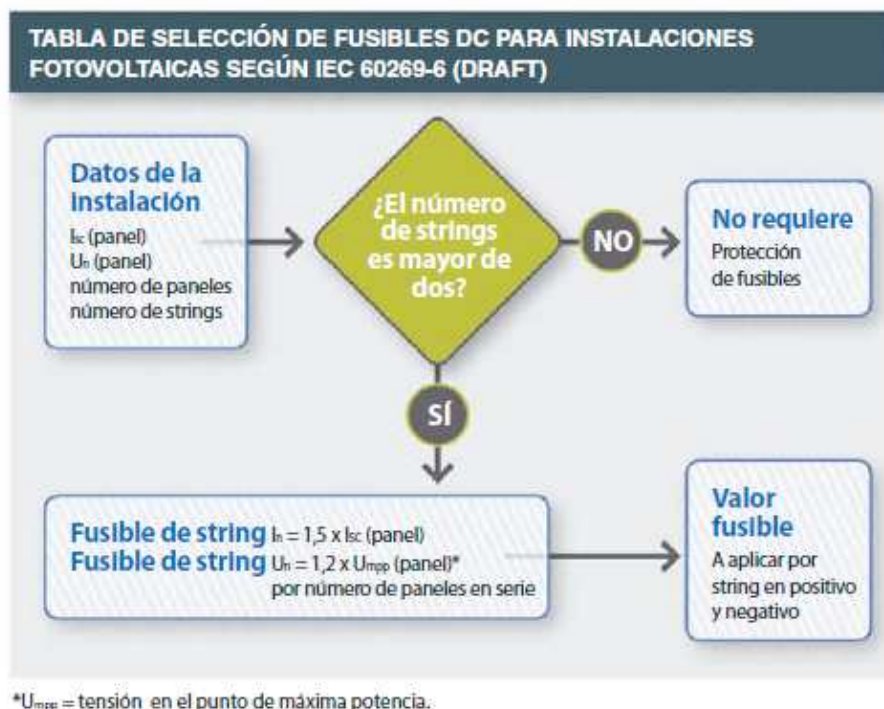 TABLA DE SELECCIÓN DE FUSIBLES DC PARA INSTALACIONES
FOTOVOLTAICAS SEGÚN IEC 60269-6 (DRAFT)
Datos de la
instalación
Isc (panel)
Un (panel)
número de paneles
número de strings
¿El número
de strings
es mayor de
dos?
NO
No requiere
Protección
de fusibles
SÍ
Fusible de string In = 1,5 x Isc (panel)
Fusible de string Un = 1,2 x Umpp (panel)*
por número de paneles en serie
Valor
fusible
A aplicar por
string en positivo
y negativo
*Umpp = tensión en el punto de máxima potencia.